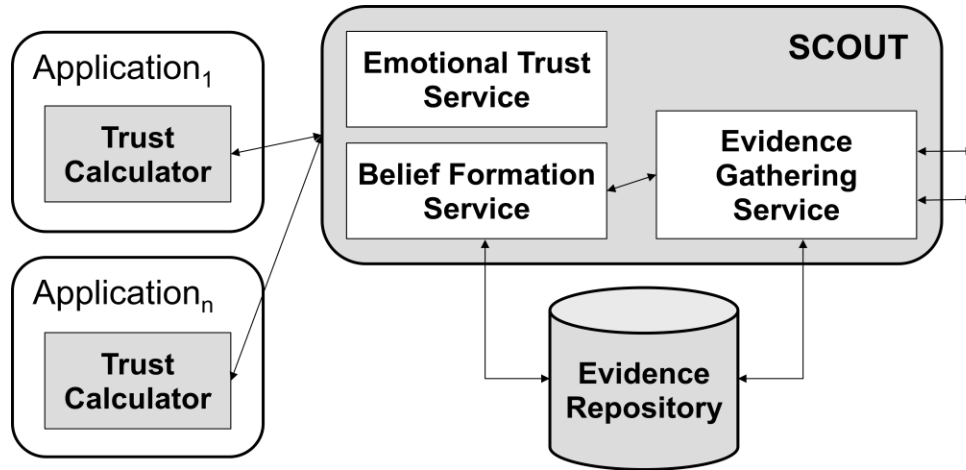 Application₁
Trust
Calculator
Applicationₙ
Trust
Calculator
SCOUT
Emotional Trust
Service
Belief Formation
Service
Evidence
Gathering
Service
Evidence
Repository